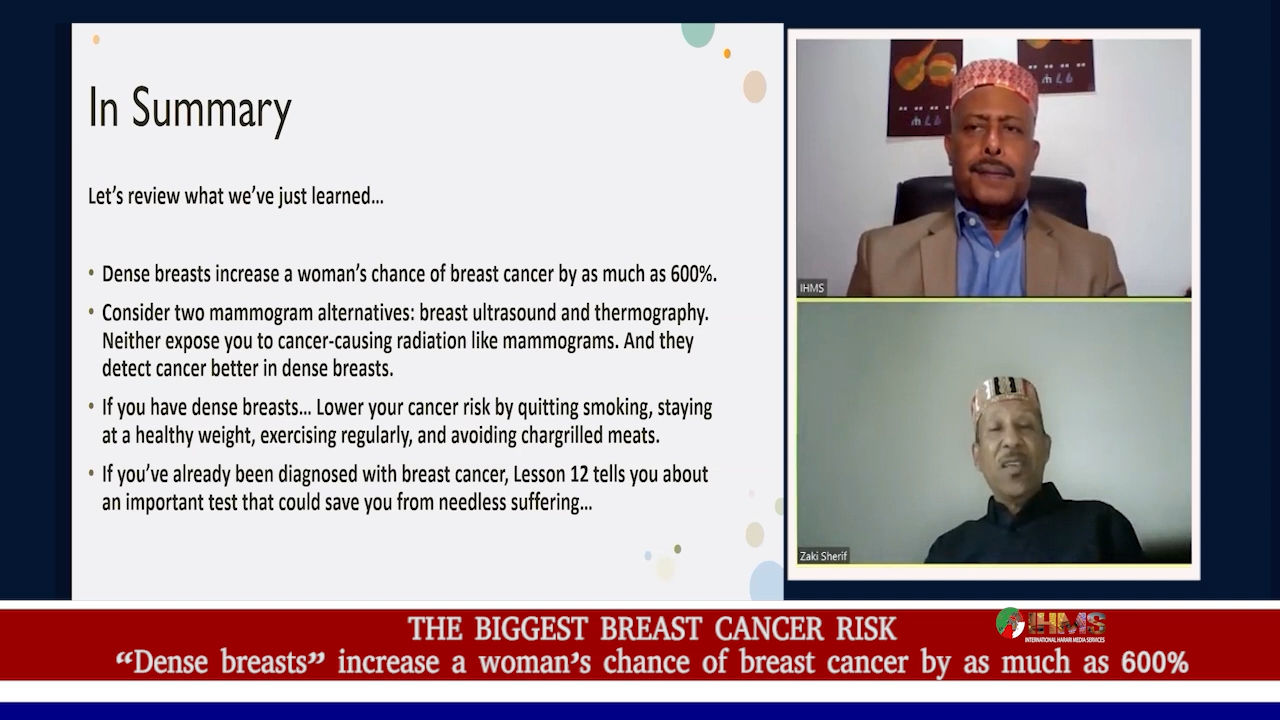 In Summary
Let’s review what we’ve just learned...
• Dense breasts increase a woman’s chance of breast cancer by as much as 600%.
• Consider two mammogram alternatives: breast ultrasound and thermography.
Neither expose you to cancer-causing radiation like mammograms. And they
detect cancer better in dense breasts.
• If you have dense breasts... Lower your cancer risk by quitting smoking, staying
at a healthy weight, exercising regularly, and avoiding chargrilled meats.
• If you’ve already been diagnosed with breast cancer, Lesson 12 tells you about
an important test that could save you from needless suffering...
IHMS
Zaki Sherif
THE BIGGEST BREAST CANCER RISK
IHMS
INTERNATIONAL HARARI MEDIA SERVICES
“Dense breasts” increase a woman’s chance of breast cancer by as much as 600%